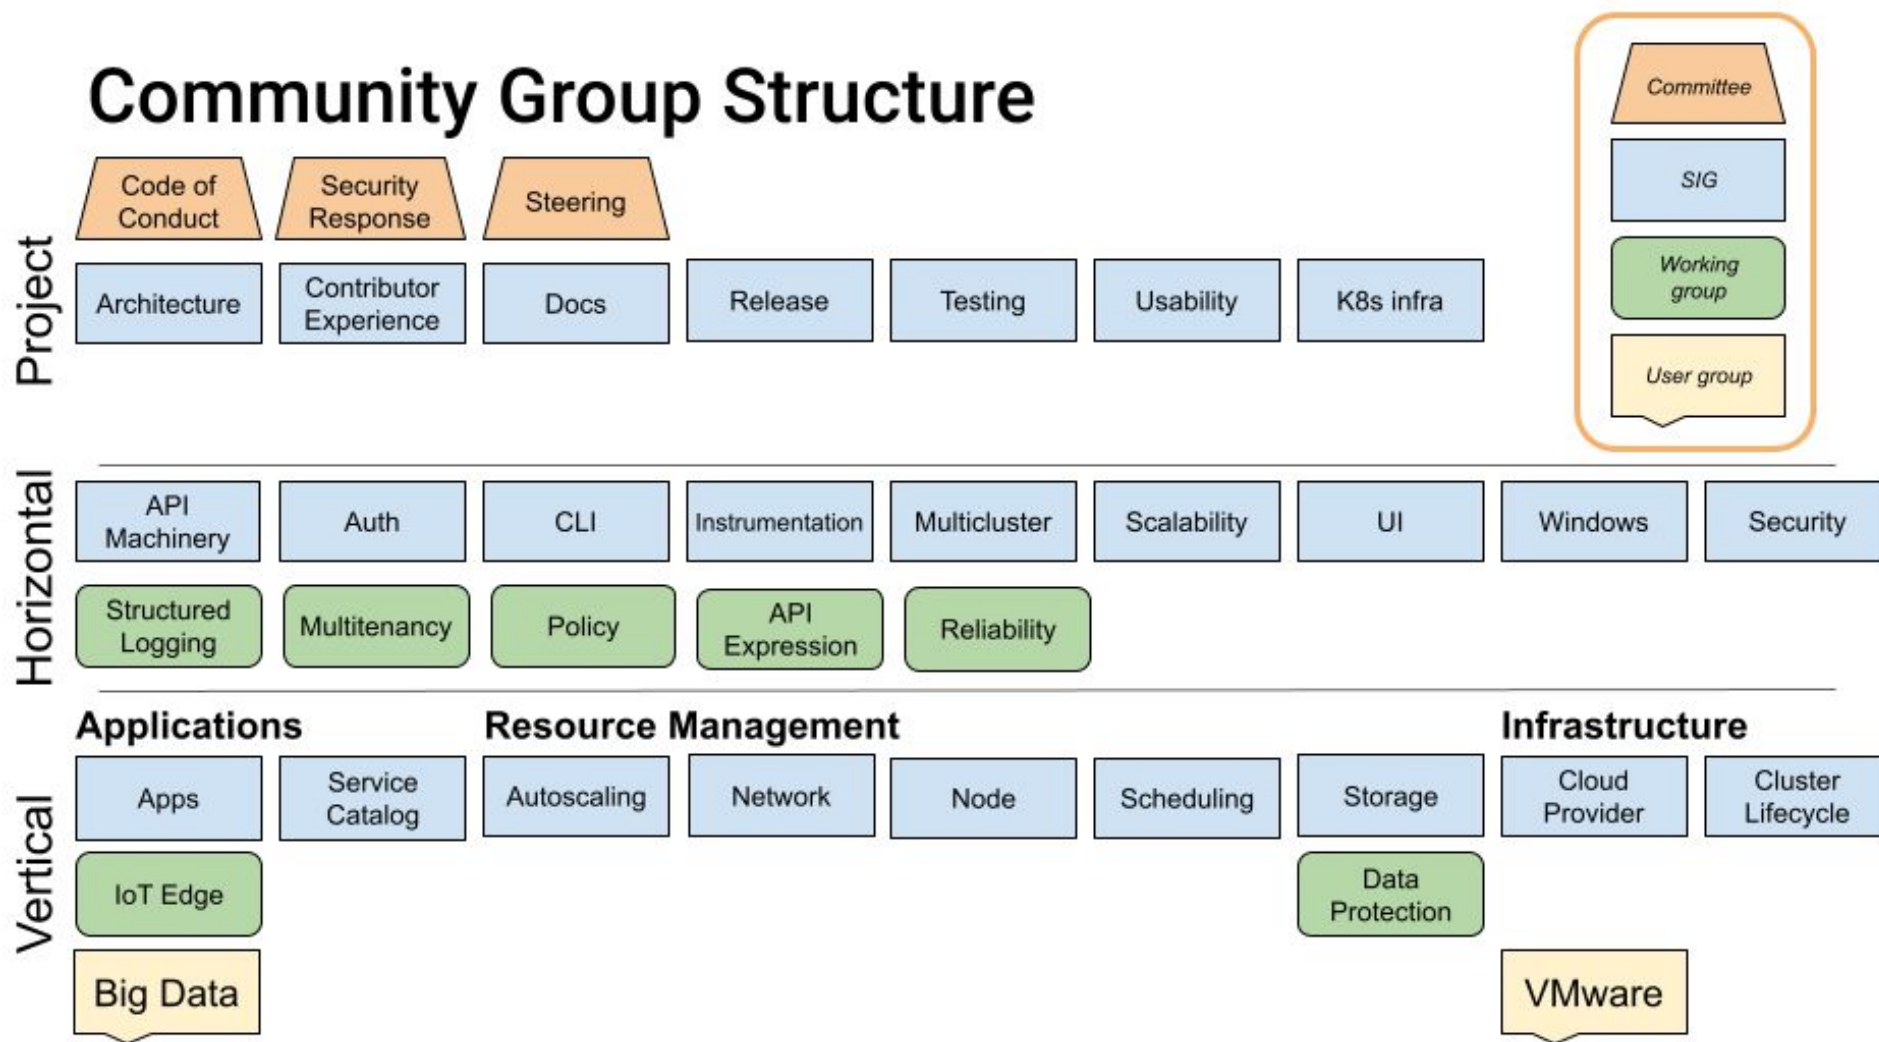 Community Group Structure
Committee
SIG
Working
group
User group
Project
Code of
Conduct
Security
Response
Steering
Architecture
Contributor
Experience
Docs
Release
Testing
Usability
K8s infra
Horizontal
API
Machinery
Auth
CLI
Instrumentation
Multicluster
Scalability
UI
Windows
Security
Structured
Logging
Multitenancy
Policy
API
Expression
Reliability
Vertical
Applications
Resource Management
Infrastructure
Apps
Service
Catalog
Autoscaling
Network
Node
Scheduling
Storage
Cloud
Provider
Cluster
Lifecycle
IoT Edge
Data
Protection
Big Data
VMware